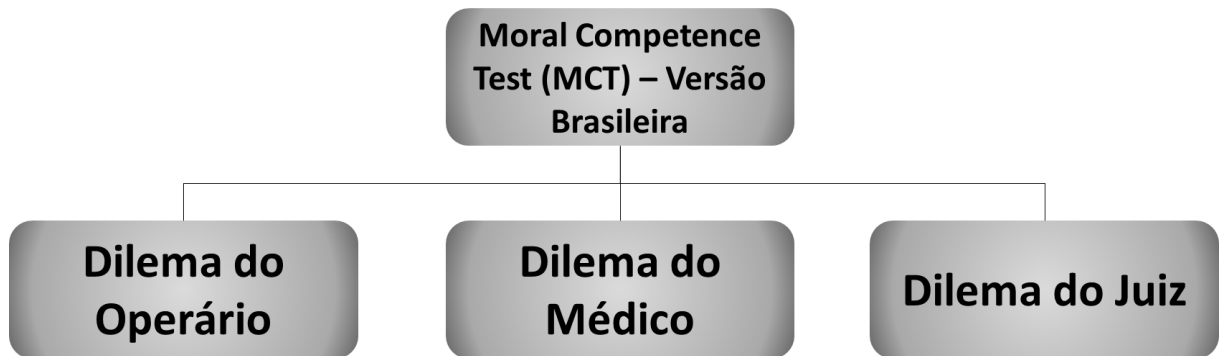 Moral Competence
Test (MCT) – Versão
Brasileira
Dilema do
Operário
Dilema do
Médico
Dilema do Juiz